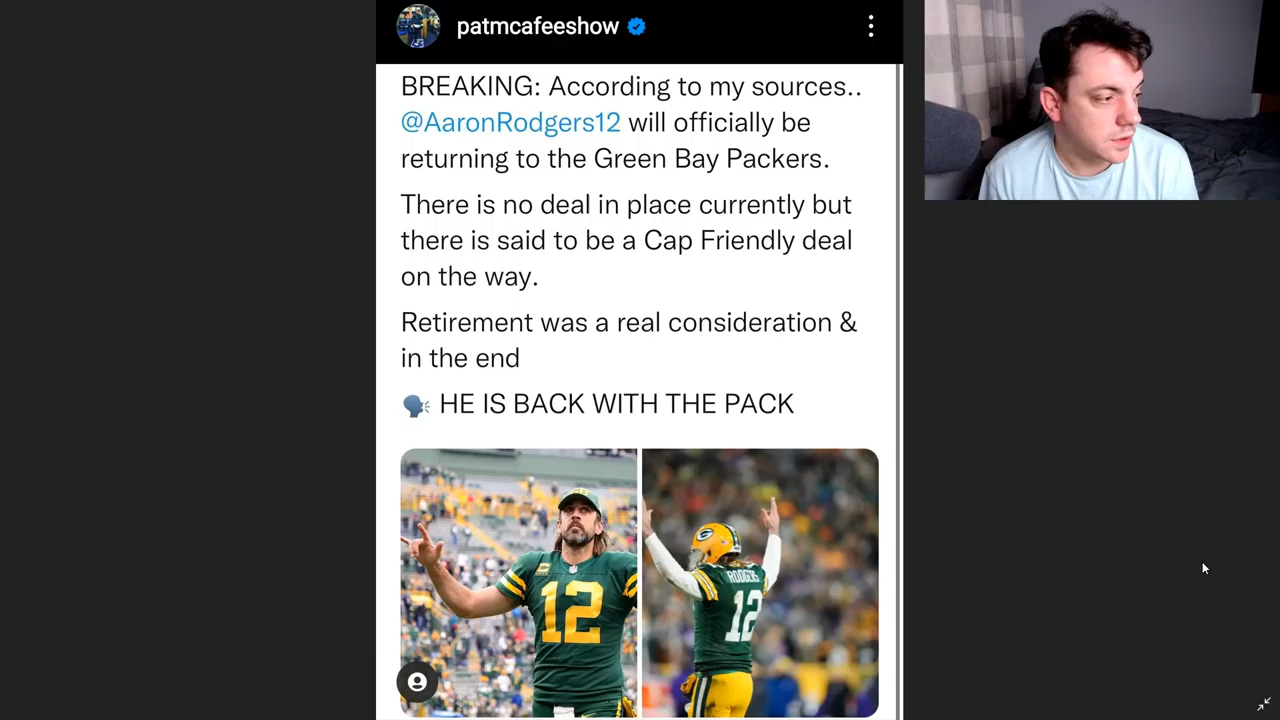 patmcafeeshow
BREAKING: According to my sources..
@AaronRodgers12 will officially be
returning to the Green Bay Packers.
There is no deal in place currently but
there is said to be a Cap Friendly deal
on the way.
Retirement was a real consideration &
in the end
🗣️ HE IS BACK WITH THE PACK
12
RODGERS
12